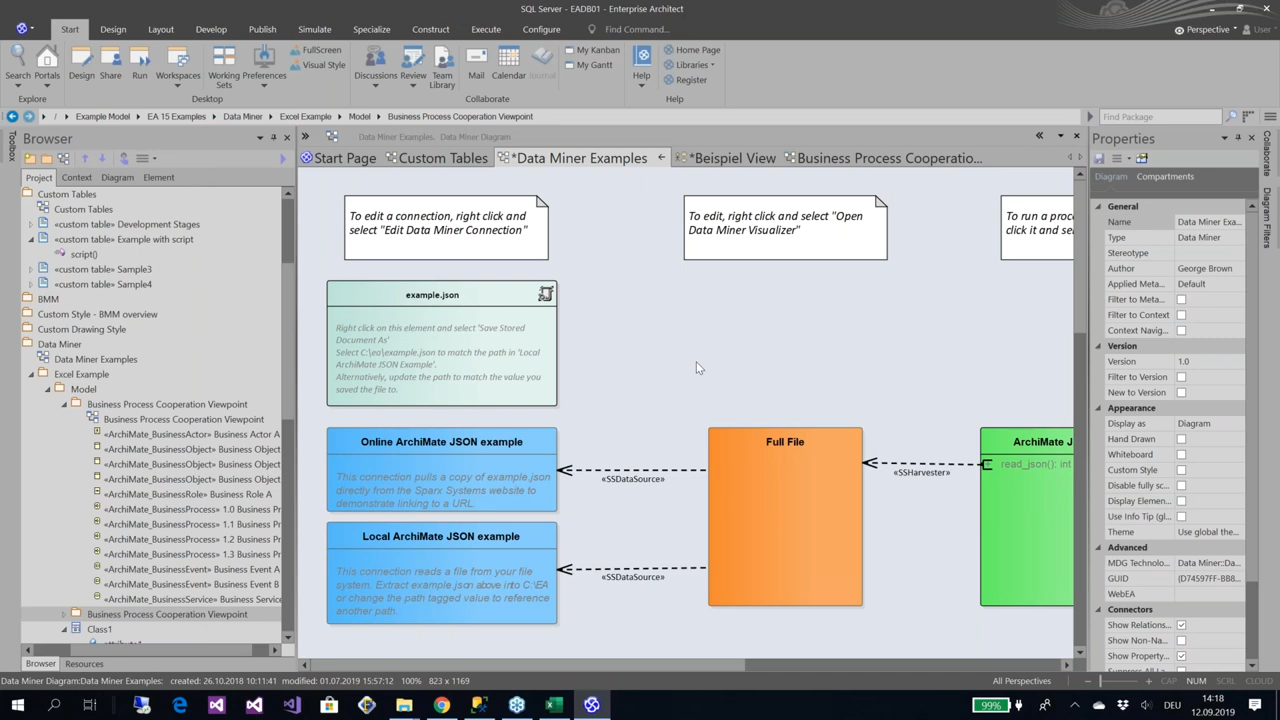 SQL Server - EADB01 - Enterprise Architect
Start Design Layout Develop Publish Simulate Specialize Construct Execute Configure Find Command... Perspective User
Search Portals Design Share Run Workspaces Working Sets Preferences FullScreen Visual Style Discussions Review Team Library Mail Calendar Journal My Kanban My Gantt Help Home Page Libraries Register
Explore Desktop Collaborate Help
/ Example Model EA 15 Examples Data Miner Excel Example Model Business Process Cooperation Viewpoint Find Package
Toolbox
Browser
Project Context Diagram Element
Custom Tables
Custom Tables
«custom table» Development Stages
«custom table» Example with script
script()
«custom table» Sample3
«custom table» Sample4
BMM
Custom Style - BMM overview
Custom Drawing Style
Data Miner
Data Miner Examples
Excel Example
Model
Business Process Cooperation Viewpoint
Business Process Cooperation Viewpoint
«ArchiMate_BusinessActor» Business Actor A
«ArchiMate_BusinessObject» Business Object
«ArchiMate_BusinessObject» Business Object
«ArchiMate_BusinessObject» Business Object
«ArchiMate_BusinessRole» Business Role A
«ArchiMate_BusinessProcess» 1.0 Business Pr
«ArchiMate_BusinessProcess» 1.1 Business Pr
«ArchiMate_BusinessProcess» 1.2 Business Pr
«ArchiMate_BusinessProcess» 1.3 Business Pr
«ArchiMate_BusinessEvent» Business Event A
«ArchiMate_BusinessEvent» Business Event B
«ArchiMate_BusinessService» Business Servic
Business Process Cooperation Viewpoint
Class1
Browser Resources
Data Miner Examples. Data Miner Diagram
Start Page Custom Tables *Data Miner Examples *Beispiel View Business Process Cooperatio...
To edit a connection, right click and
select "Edit Data Miner Connection"
To edit, right click and select "Open
Data Miner Visualizer"
To run a proce
click it and sel
example.json
Right click on this element and select 'Save Stored
Document As'
Select C:\ea\example.json to match the path in 'Local
ArchiMate JSON Example'.
Alternatively, update the path to match the value you
saved the file to.
Online ArchiMate JSON example
This connection pulls a copy of example.json
directly from the Sparx Systems website to
demonstrate linking to a URL.
Local ArchiMate JSON example
This connection reads a file from your file
system. Extract example.json above into C:\EA
or change the path tagged value to reference
another path.
«SSDataSource»
«SSDataSource»
Full File
«SSHarvester»
ArchiMate J
+ read_json(): int
Properties
Diagram Compartments
General
Name Data Miner Exa...
Type Data Miner
Stereotype
Author George Brown
Applied Metam... Default
Filter to Meta...
Filter to Context
Context Navig...
Version
Version 1.0
Filter to Version
New to Version
Appearance
Display as Diagram
Hand Drawn
Whiteboard
Custom Style
Disable fully sc...
Display Elemen...
Use Info Tip (gl...
Theme Use global the...
Advanced
MDG Technolo... Data Miner::Da...
GUID {D74597FF-BB8...
WebEA
Connectors
Show Relations...
Show Non-Na...
Show Property...
Collaborate
Diagram Filters
Data Miner Diagram:Data Miner Examples: created: 26.10.2018 10:11:41 modified: 01.07.2019 15:57:12 100% 823 x 1169 All Perspectives CAP NUM SCRL CLOUD
99% DEU 14:18
12.09.2019